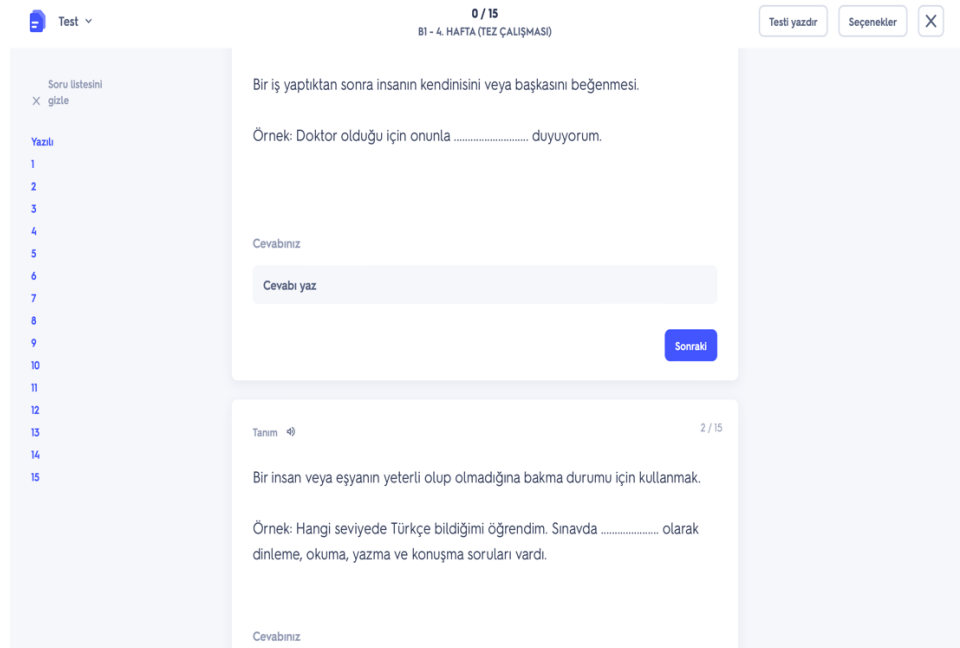 Test
0 / 15
B1 - 4. HAFTA (TEZ ÇALIŞMASI)
Testi yazdır
Seçenekler
Soru listesini
gizle
Yazılı
1
2
3
4
5
6
7
8
9
10
11
12
13
14
15
Bir iş yaptıktan sonra insanın kendinisini veya başkasını beğenmesi.
Örnek: Doktor olduğu için onunla .......................... duyuyorum.
Cevabınız
Cevabı yaz
Sonraki
Tanım
2 / 15
Bir insan veya eşyanın yeterli olup olmadığına bakma durumu için kullanmak.
Örnek: Hangi seviyede Türkçe bildiğimi öğrendim. Sınavda ..................... olarak
dinleme, okuma, yazma ve konuşma soruları vardı.
Cevabınız